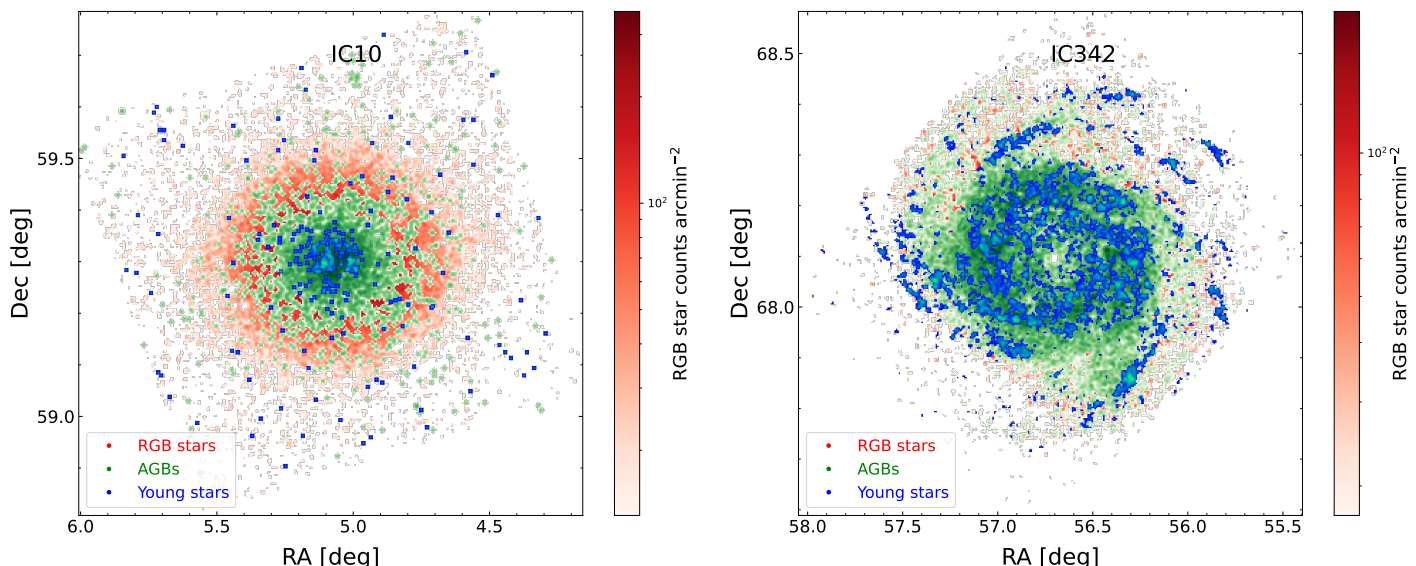 IC10
59.5
59.0
6.0 5.5 5.0 4.5
RA [deg]
Dec [deg]
RGB stars
AGBs
Young stars
10²
RGB star counts arcmin⁻²
IC342
68.5
68.0
58.0 57.5 57.0 56.5 56.0 55.5
RA [deg]
Dec [deg]
RGB stars
AGBs
Young stars
10²
RGB star counts arcmin⁻²